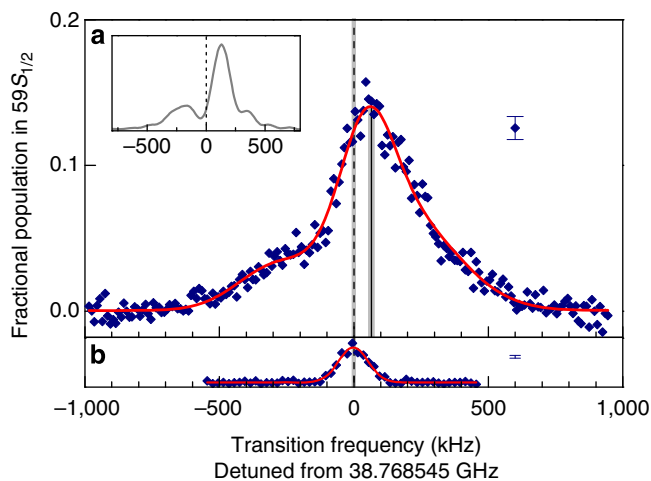 a
0.2
0.1
0.0
−500 0 500
Fractional population in 59S1/2
b
−1,000 −500 0 500 1,000
Transition frequency (kHz)
Detuned from 38.768545 GHz